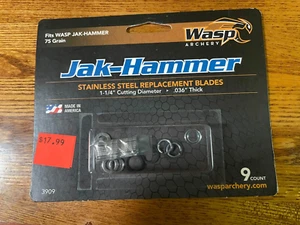 Fits WASP JAK-HAMMER
75 Grain
Wasp
ARCHERY
Jak-Hammer
STAINLESS STEEL REPLACEMENT BLADES
1-1/4" Cutting Diameter • .036" Thick
MADE IN
AMERICA
$17.99
3909
9 COUNT
wasparchery.com